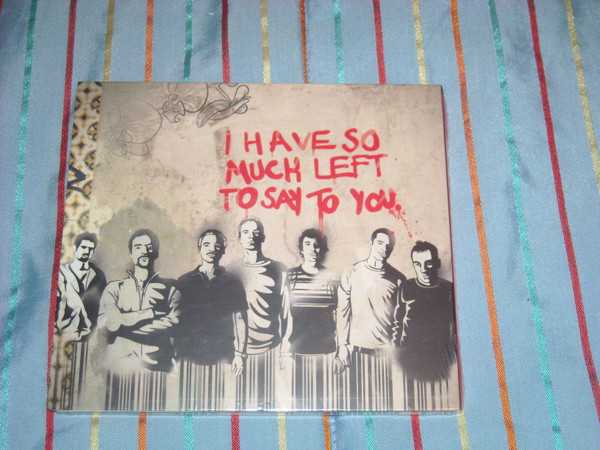 I HAVE SO
MUCH LEFT
TO SAY TO YOU.